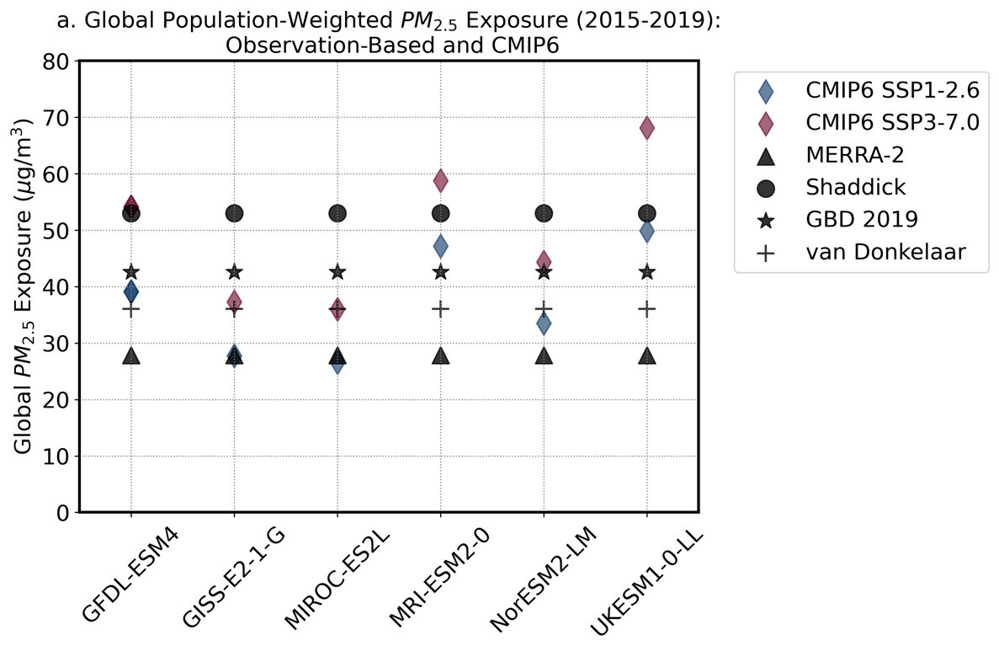 a. Global Population-Weighted PM2.5 Exposure (2015-2019):
Observation-Based and CMIP6
Global PM2.5 Exposure (μg/m³)
80
70
60
50
40
30
20
10
0
GFDL-ESM4
GISS-E2-1-G
MIROC-ES2L
MRI-ESM2-0
NorESM2-LM
UKESM1-0-LL
CMIP6 SSP1-2.6
CMIP6 SSP3-7.0
MERRA-2
Shaddick
GBD 2019
van Donkelaar